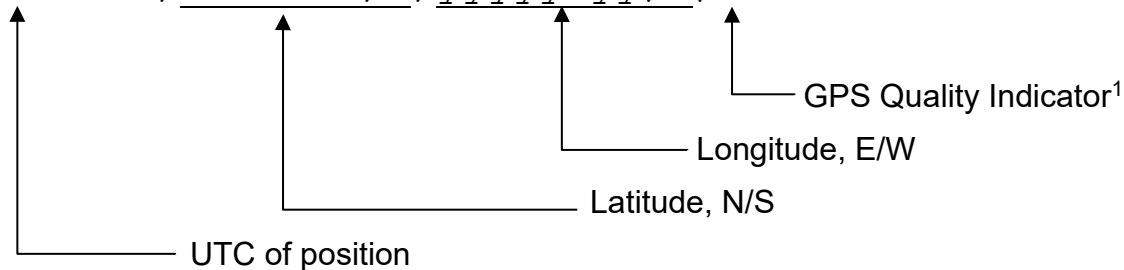 GPS Quality Indicator¹
Longitude, E/W
Latitude, N/S
UTC of position